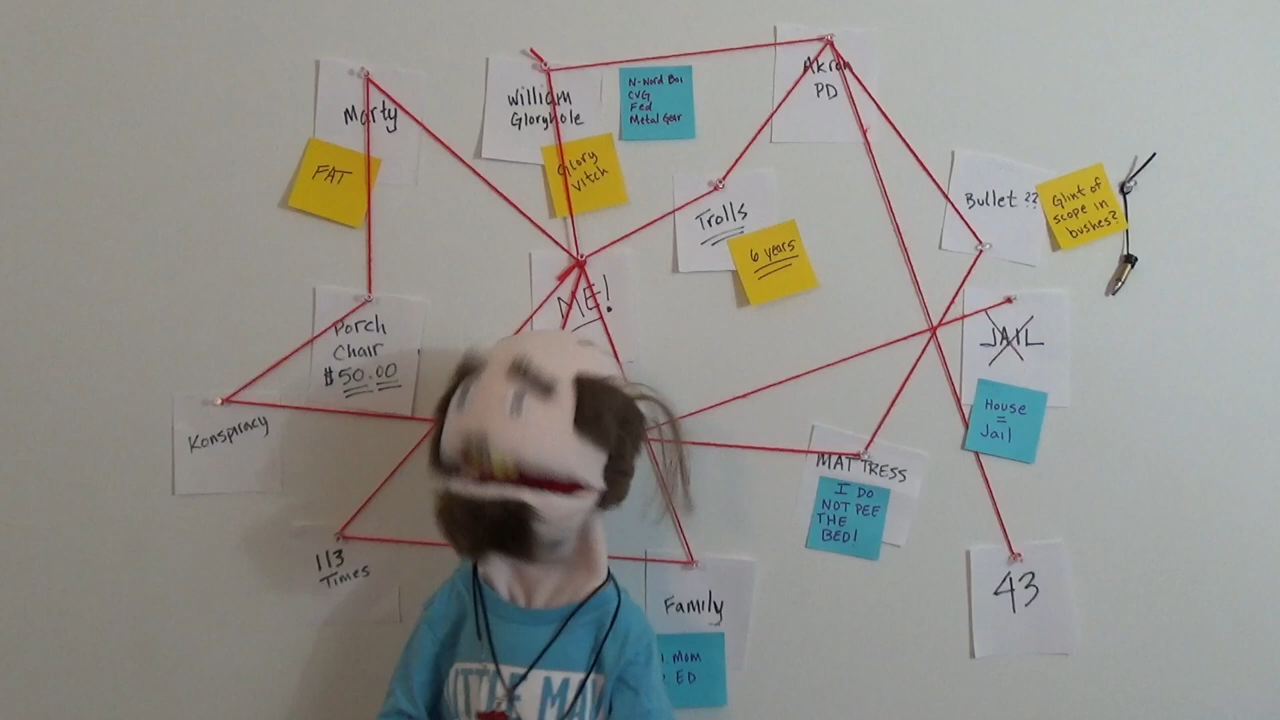 Marty
FAT
William
Gloryhole
N-Word Boi
CVG
Fed
Metal Gear
Glory
Vitch
Akron
PD
Trolls
6 years
Bullet ??
Glint of
scope in
bushes?
ME!
Porch
Chair
$50.00
JAIL
House
=
Jail
Konspiracy
MATTRESS
I DO
NOT PEE
THE
BED!
113
Times
Family
Mom
ED
43